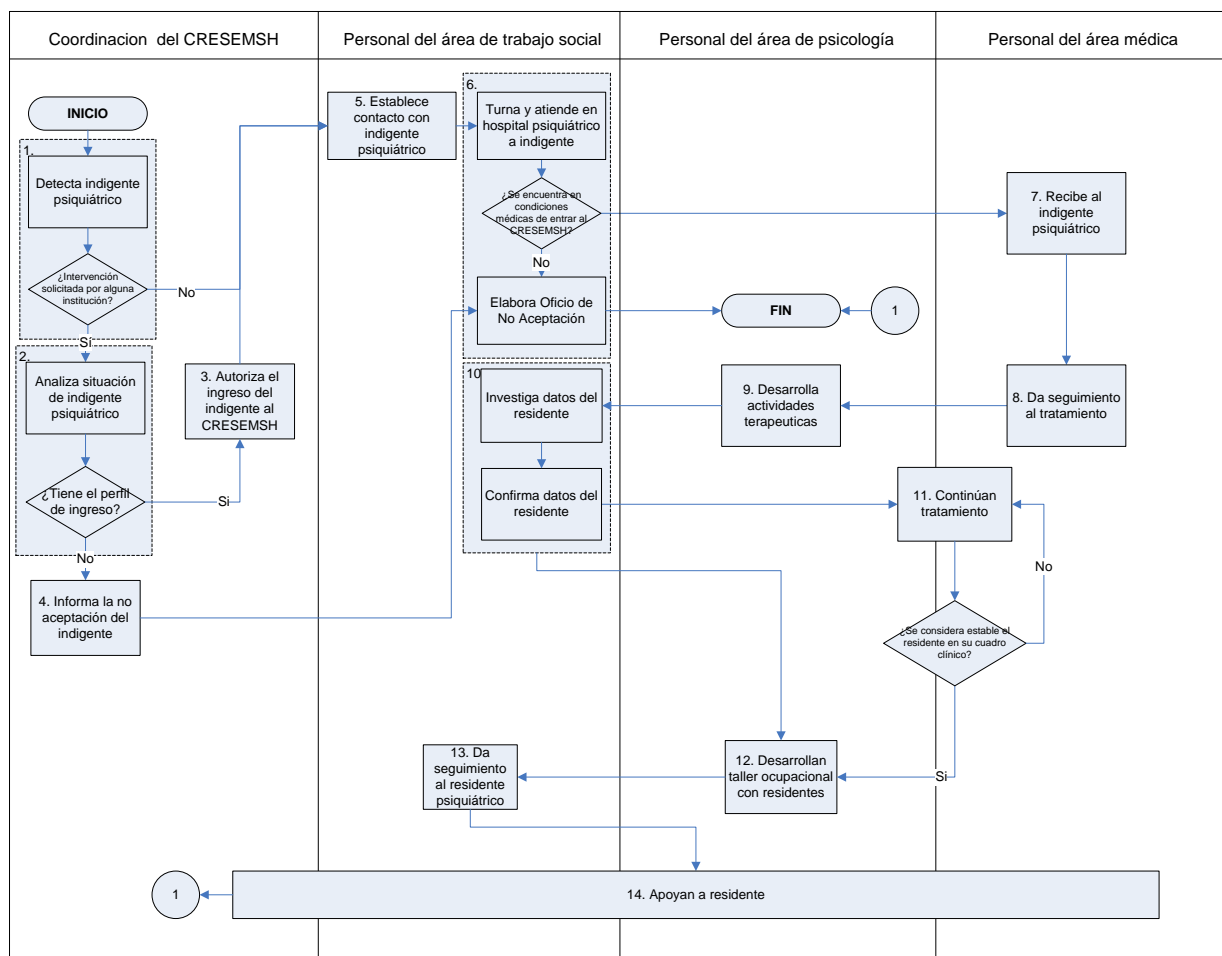 Coordinacion del CRESEMSH
Personal del área de trabajo social
Personal del área de psicología
Personal del área médica
INICIO
1.
Detecta indigente
psiquiátrico
¿Intervención
solicitada por alguna
institución?
No
Sí
2.
Analiza situación
de indigente
psiquiátrico
¿Tiene el perfil
de ingreso?
Si
No
3. Autoriza el
ingreso del
indigente al
CRESEMSH
4. Informa la no
aceptación del
indigente
5. Establece
contacto con
indigente
psiquiátrico
6.
Turna y atiende en
hospital psiquiátrico
a indigente
¿Se encuentra en
condiciones
médicas de entrar al
CRESEMSH?
No
Elabora Oficio de
No Aceptación
FIN
1
7. Recibe al
indigente
psiquiátrico
8. Da seguimiento
al tratamiento
9. Desarrolla
actividades
terapeuticas
10
Investiga datos del
residente
Confirma datos del
residente
11. Continúan
tratamiento
No
¿Se considera estable el
residente en su cuadro
clínico?
Si
12. Desarrollan
taller ocupacional
con residentes
13. Da
seguimiento
al residente
psiquiátrico
14. Apoyan a residente
1